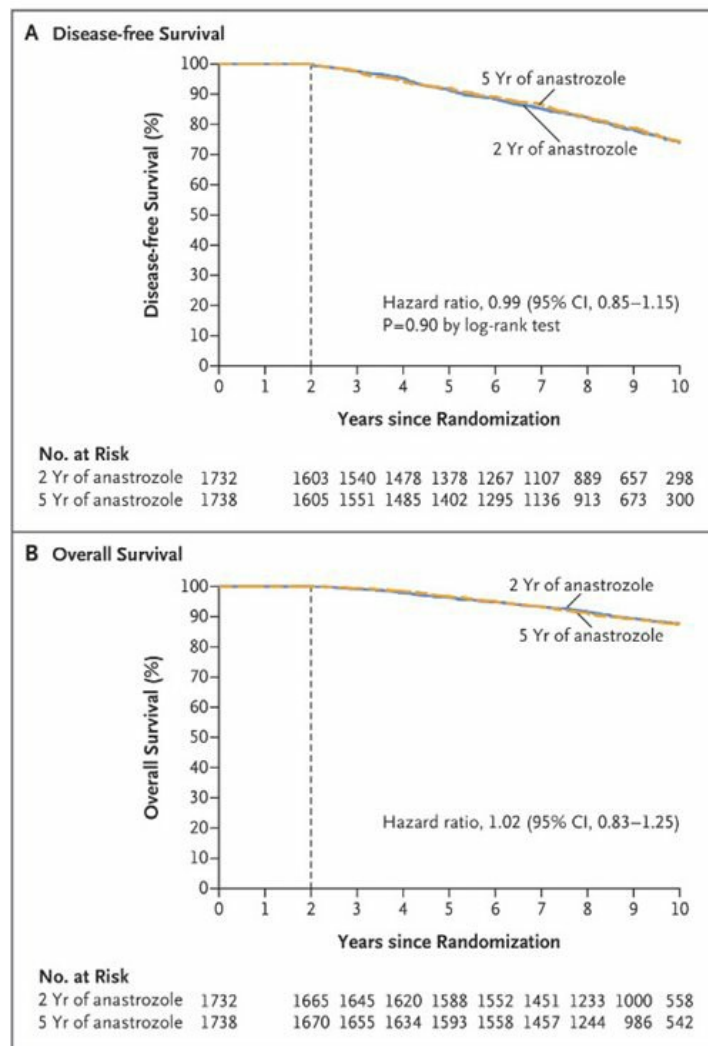 A Disease-free Survival
100
90
80
70
60
50
40
30
20
10
0
Disease-free Survival (%)
5 Yr of anastrozole
2 Yr of anastrozole
Hazard ratio, 0.99 (95% CI, 0.85–1.15)
P=0.90 by log-rank test
0 1 2 3 4 5 6 7 8 9 10
Years since Randomization
No. at Risk
2 Yr of anastrozole 1732 1603 1540 1478 1378 1267 1107 889 657 298
5 Yr of anastrozole 1738 1605 1551 1485 1402 1295 1136 913 673 300
B Overall Survival
100
90
80
70
60
50
40
30
20
10
0
Overall Survival (%)
2 Yr of anastrozole
5 Yr of anastrozole
Hazard ratio, 1.02 (95% CI, 0.83–1.25)
0 1 2 3 4 5 6 7 8 9 10
Years since Randomization
No. at Risk
2 Yr of anastrozole 1732 1665 1645 1620 1588 1552 1451 1233 1000 558
5 Yr of anastrozole 1738 1670 1655 1634 1593 1558 1457 1244 986 542